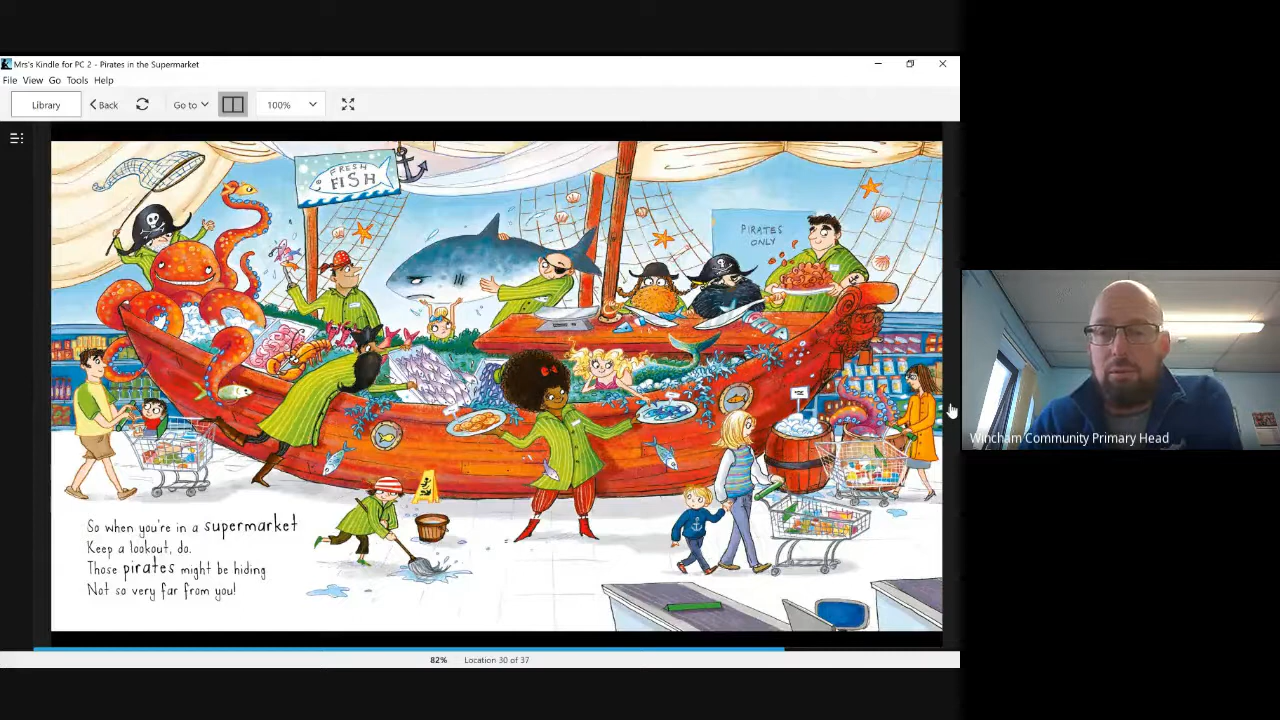 Mrs's Kindle for PC 2 - Pirates in the Supermarket
File View Go Tools Help
Library
Back
Go to
100%
FRESH
FISH
PIRATES
ONLY
So when you're in a supermarket
Keep a lookout, do.
Those pirates might be hiding
Not so very far from you!
82% Location 30 of 37
Wincham Community Primary Head